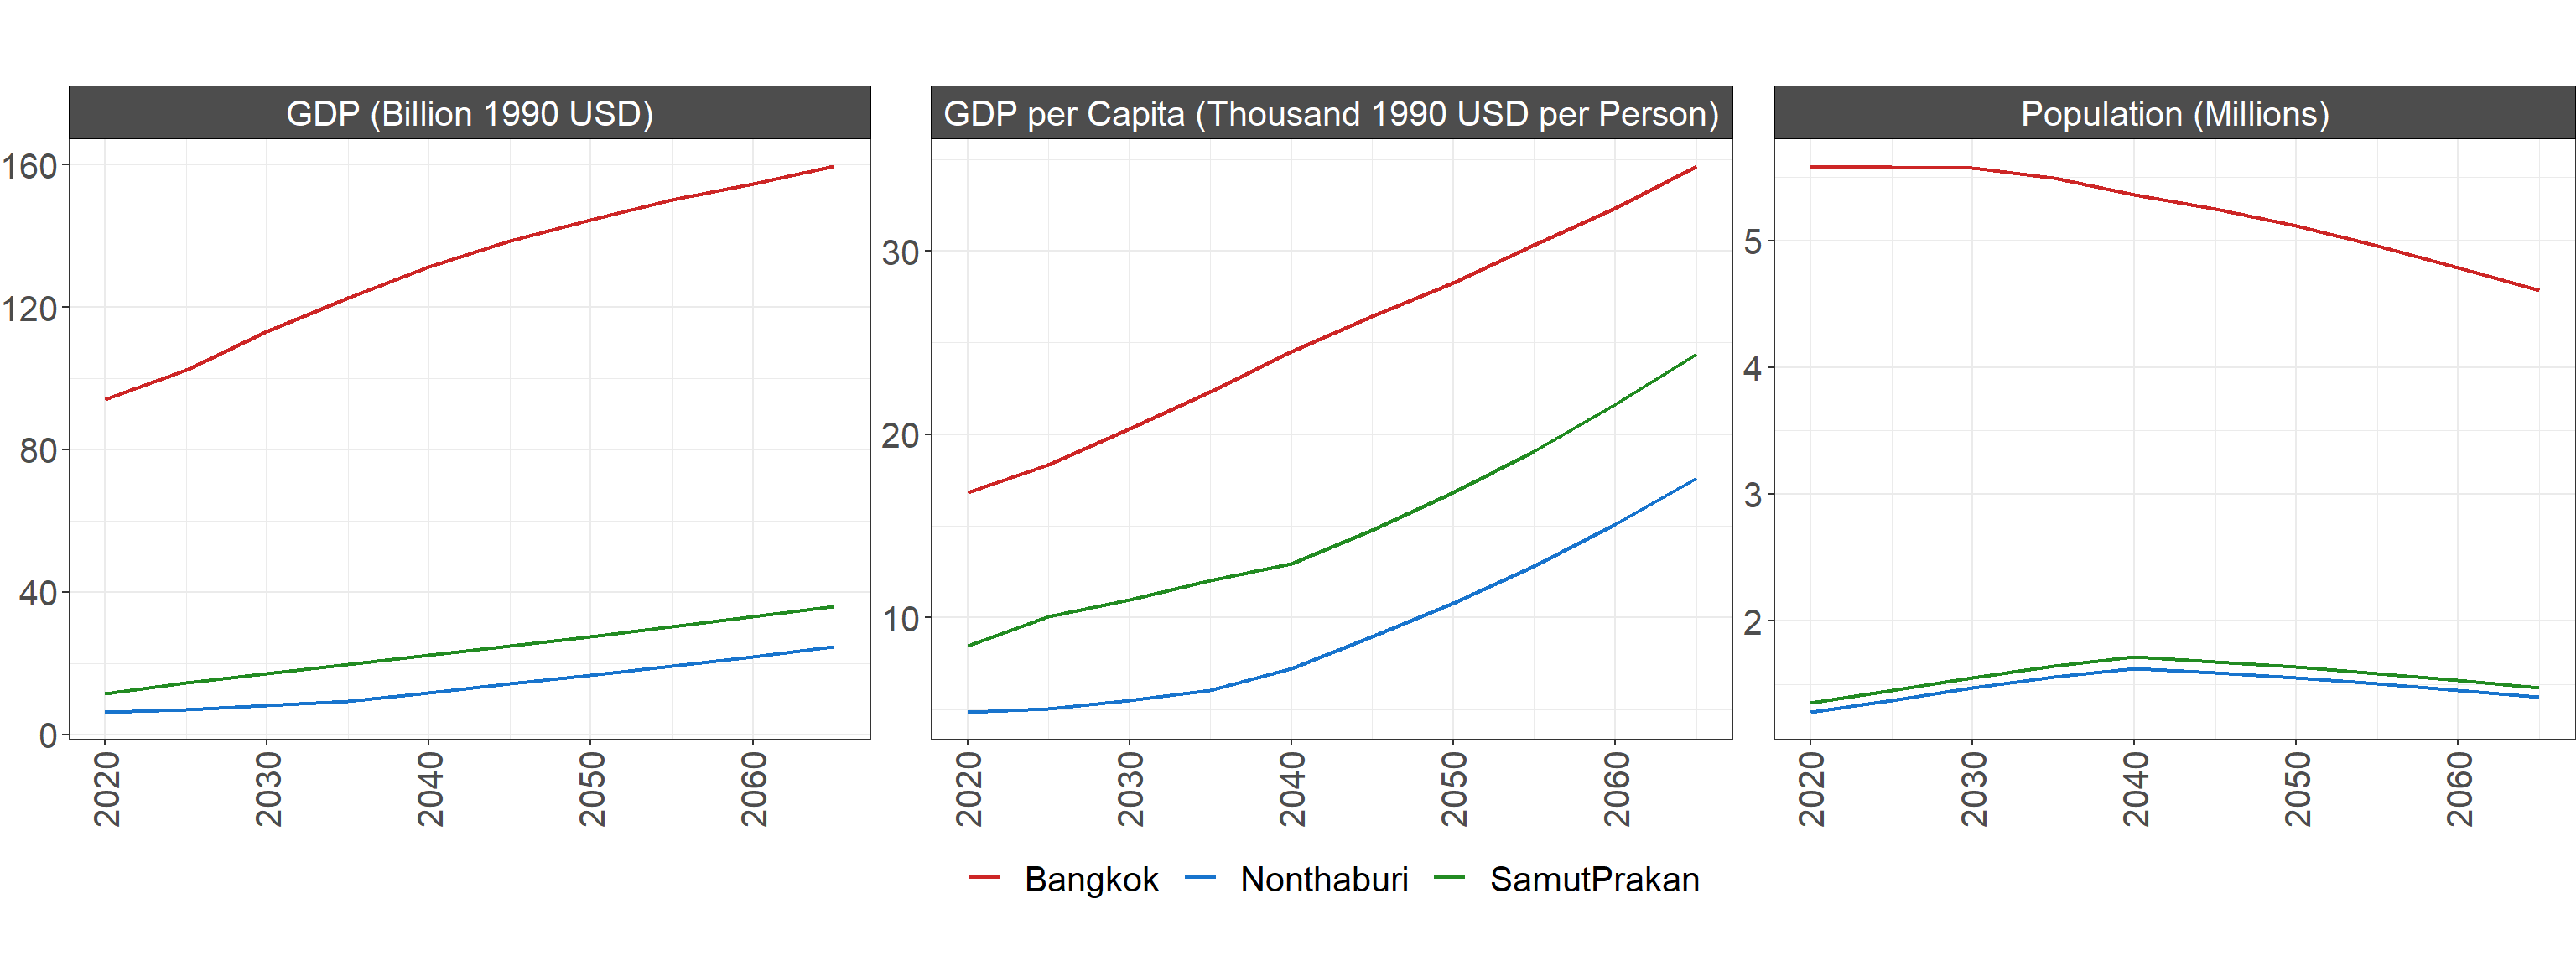 GDP (Billion 1990 USD)
GDP per Capita (Thousand 1990 USD per Person)
Population (Millions)
160
120
80
40
0
30
20
10
5
4
3
2
2020 2030 2040 2050 2060
2020 2030 2040 2050 2060
2020 2030 2040 2050 2060
Bangkok Nonthaburi SamutPrakan